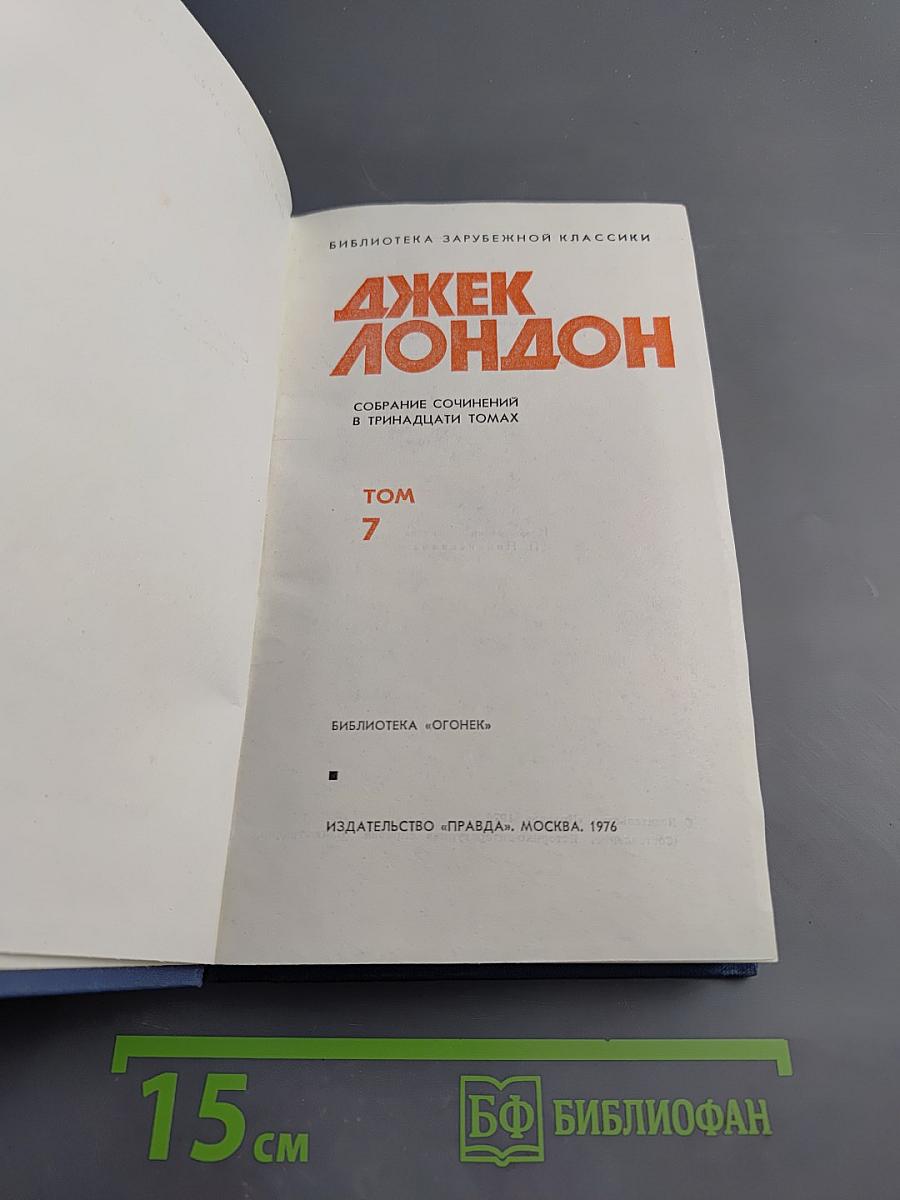 БИБЛИОТЕКА ЗАРУБЕЖНОЙ КЛАССИКИ
ДЖЕК
ЛОНДОН
СОБРАНИЕ СОЧИНЕНИЙ
В ТРИНАДЦАТИ ТОМАХ
ТОМ
7
БИБЛИОТЕКА «ОГОНЕК»
ИЗДАТЕЛЬСТВО «ПРАВДА». МОСКВА. 1976
15 см
БФ БИБЛИОФАН